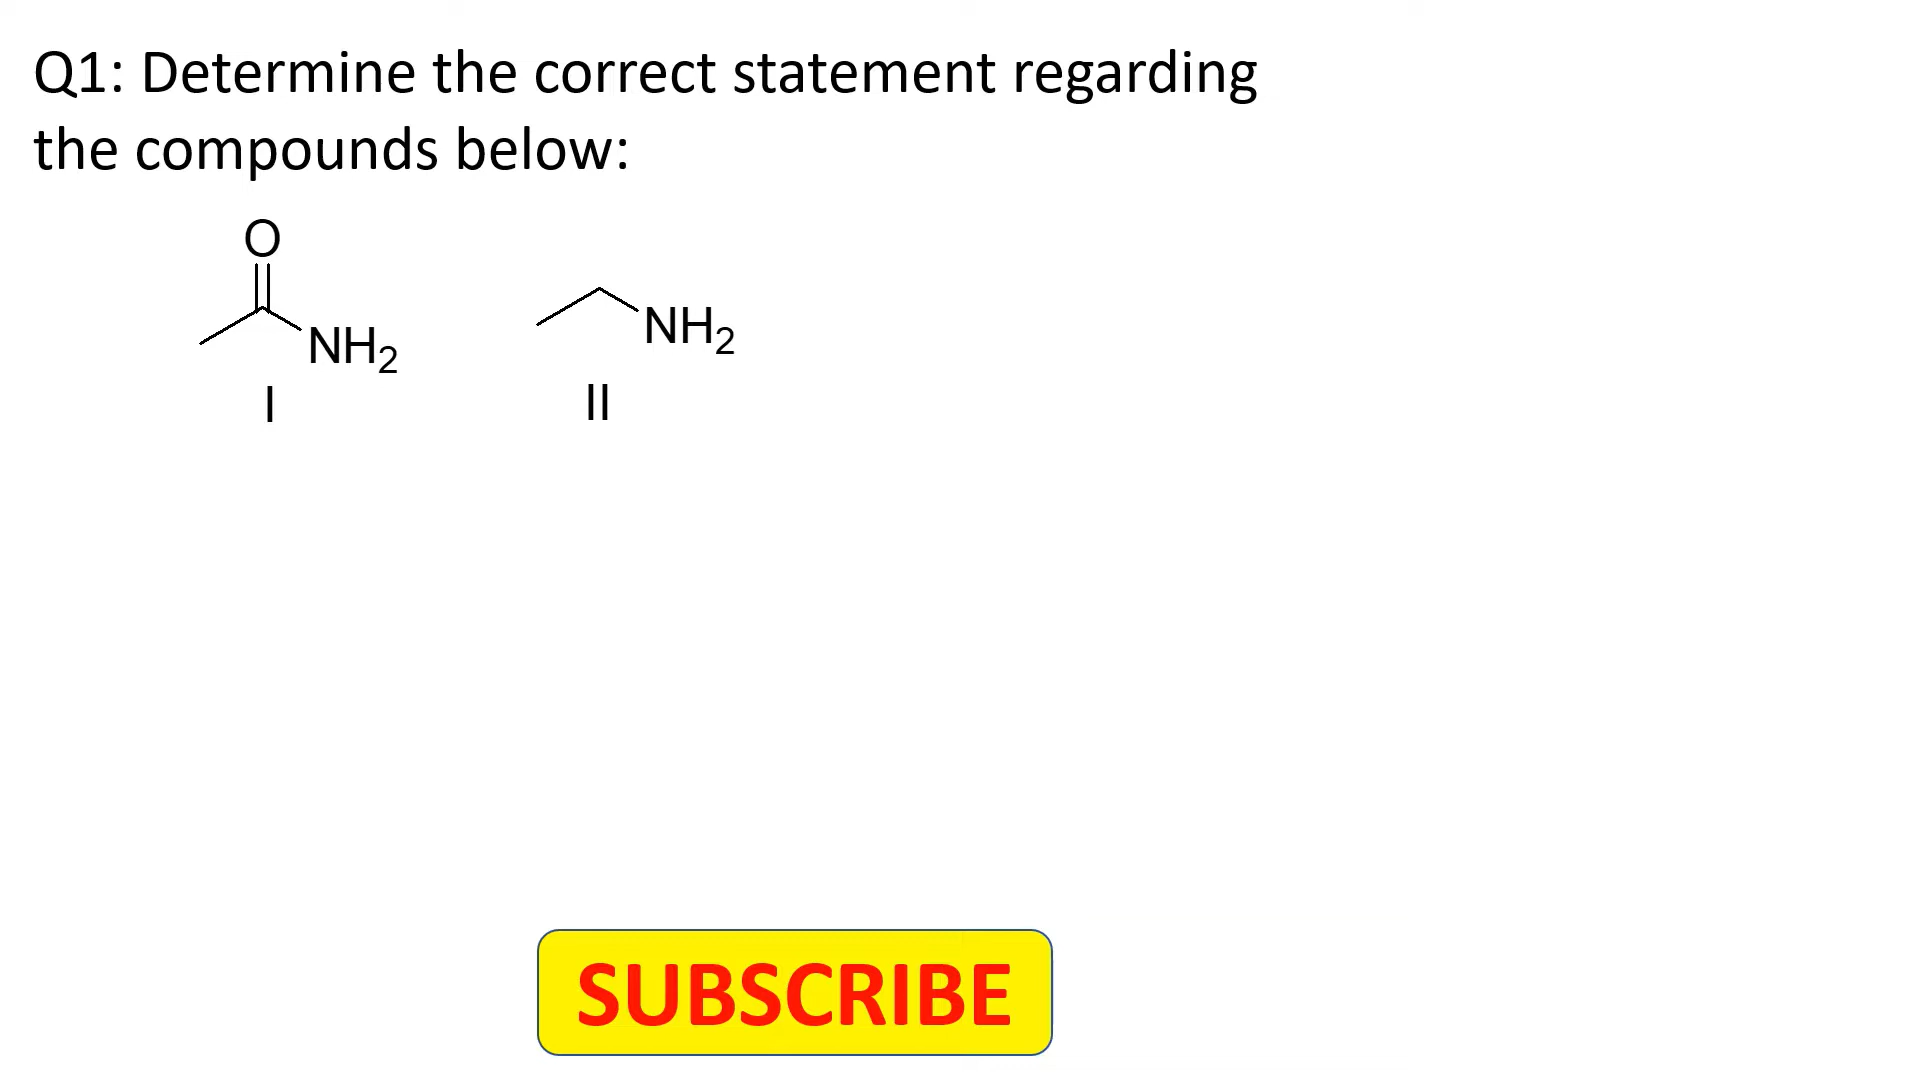 Q1: Determine the correct statement regarding
the compounds below:
O
NH2
NH2
I
II
SUBSCRIBE